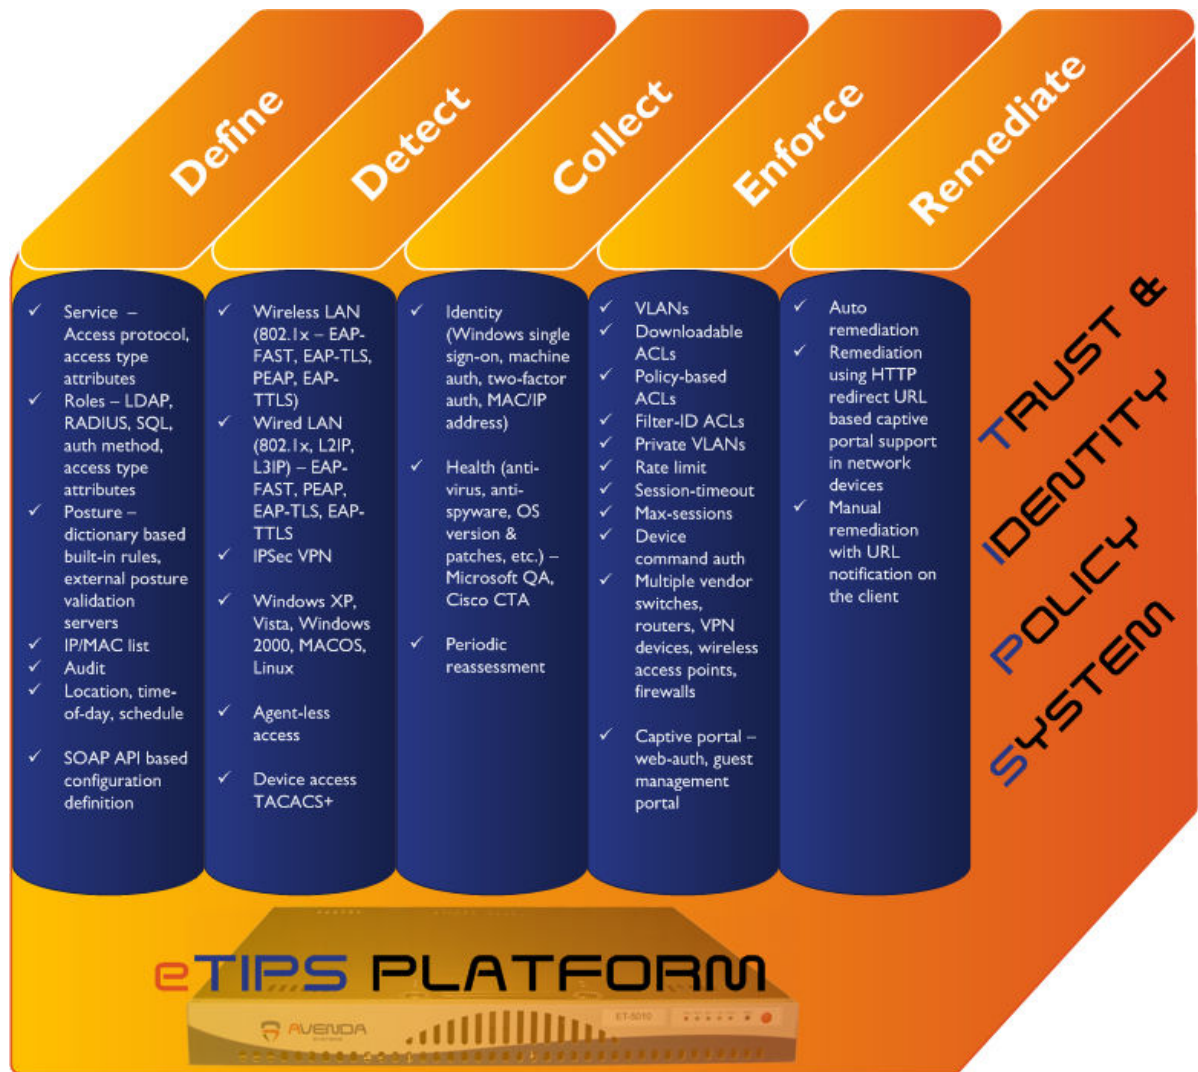 Define
Detect
Collect
Enforce
Remediate
✓ Service –
Access protocol,
access type
attributes
✓ Roles – LDAP,
RADIUS, SQL,
auth method,
access type
attributes
✓ Posture –
dictionary based
built-in rules,
external posture
validation
servers
✓ IP/MAC list
✓ Audit
✓ Location, time-
of-day, schedule
✓ SOAP API based
configuration
definition
✓ Wireless LAN
(802.1x – EAP-
FAST, EAP-TLS,
PEAP, EAP-
TTLS)
✓ Wired LAN
(802.1x, L2IP,
L3IP) – EAP-
FAST, PEAP,
EAP-TLS, EAP-
TTLS
✓ IPSec VPN
✓ Windows XP,
Vista, Windows
2000, MACOS,
Linux
✓ Agent-less
access
✓ Device access
TACACS+
✓ Identity
(Windows single
sign-on, machine
auth, two-factor
auth, MAC/IP
address)
✓ Health (anti-
virus, anti-
spyware, OS
version &
patches, etc.) –
Microsoft QA,
Cisco CTA
✓ Periodic
reassessment
✓ VLANs
✓ Downloadable
ACLs
✓ Policy-based
ACLs
✓ Filter-ID ACLs
✓ Private VLANs
✓ Rate limit
✓ Session-timeout
✓ Max-sessions
✓ Device
command auth
✓ Multiple vendor
switches,
routers, VPN
devices, wireless
access points,
firewalls
✓ Captive portal –
web-auth, guest
management
portal
✓ Auto
remediation
✓ Remediation
using HTTP
redirect URL
based captive
portal support
in network
devices
✓ Manual
remediation
with URL
notification on
the client
TRUST &
IDENTITY
POLICY
SYSTEM
eTIPS PLATFORM
AVENDA
SYSTEMS
ET-5010